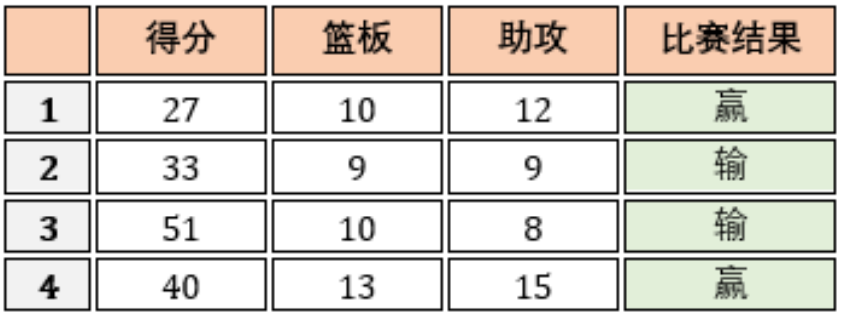 得分 篮板 助攻 比赛结果
1 27 10 12 赢
2 33 9 9 输
3 51 10 8 输
4 40 13 15 赢